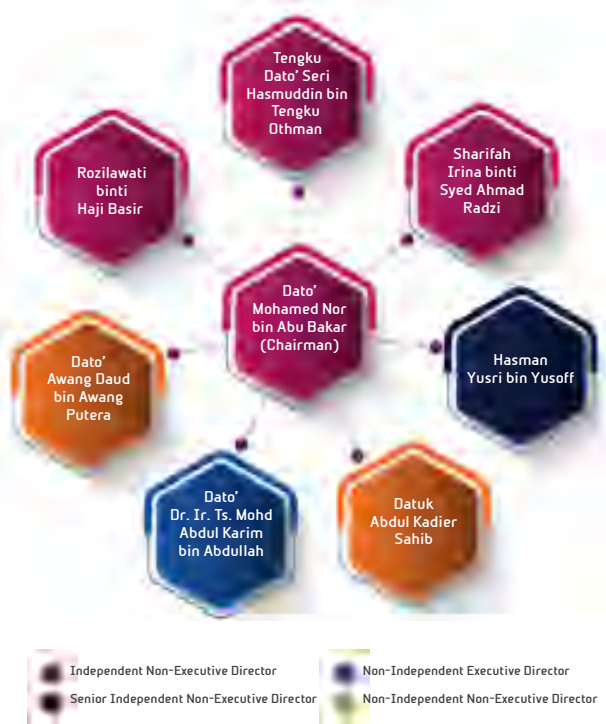 Tengku
Dato' Seri
Hasmuddin bin
Tengku
Othman
Rozilawati
binti
Haji Basir
Sharifah
Irina binti
Syed Ahmad
Radzi
Dato'
Mohamed Nor
bin Abu Bakar
(Chairman)
Dato'
Awang Daud
bin Awang
Putera
Hasman
Yusri bin Yusoff
Dato'
Dr. Ir. Ts. Mohd
Abdul Karim
bin Abdullah
Datuk
Abdul Kadier
Sahib
Independent Non-Executive Director
Non-Independent Executive Director
Senior Independent Non-Executive Director
Non-Independent Non-Executive Director